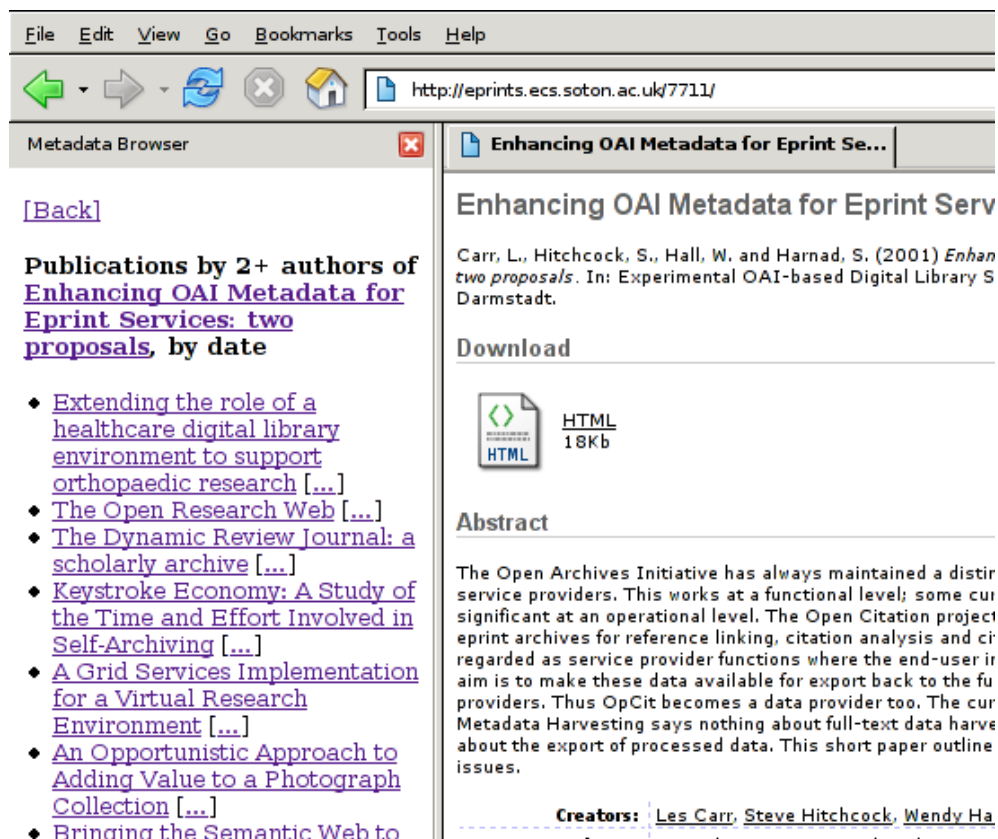 File Edit View Go Bookmarks Tools Help
http://eprints.ecs.soton.ac.uk/7711/
Metadata Browser
Enhancing OAI Metadata for Eprint Se...
[Back]
Publications by 2+ authors of
Enhancing OAI Metadata for
Eprint Services: two
proposals, by date
Extending the role of a
healthcare digital library
environment to support
orthopaedic research [...]
The Open Research Web [...]
The Dynamic Review Journal: a
scholarly archive [...]
Keystroke Economy: A Study of
the Time and Effort Involved in
Self-Archiving [...]
A Grid Services Implementation
for a Virtual Research
Environment [...]
An Opportunistic Approach to
Adding Value to a Photograph
Collection [...]
Bringing the Semantic Web to
Enhancing OAI Metadata for Eprint Serv
Carr, L., Hitchcock, S., Hall, W. and Harnad, S. (2001) Enhan
two proposals. In: Experimental OAI-based Digital Library S
Darmstadt.
Download
HTML
HTML
18Kb
Abstract
The Open Archives Initiative has always maintained a distin
service providers. This works at a functional level; some cur
significant at an operational level. The Open Citation project
eprint archives for reference linking, citation analysis and cit
regarded as service provider functions where the end-user in
aim is to make these data available for export back to the fu
providers. Thus OpCit becomes a data provider too. The cur
Metadata Harvesting says nothing about full-text data harve
about the export of processed data. This short paper outline
issues.
Creators: Les Carr, Steve Hitchcock, Wendy Ha